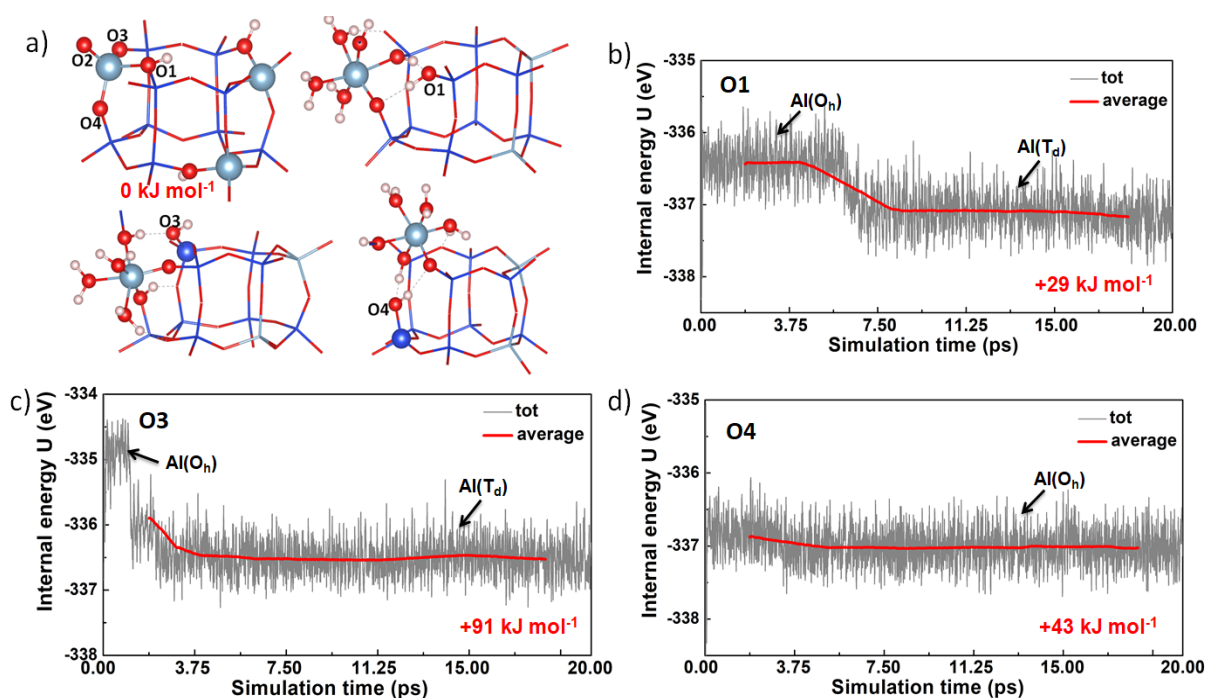 a)
O3
O2
O1
O4
0 kJ mol⁻¹
O1
O3
O4
b)
-335
-336
-337
-338
Internal energy U (eV)
O1
tot
average
Al(Oₕ)
Al(T_d)
+29 kJ mol⁻¹
0.00 3.75 7.50 11.25 15.00 20.00
Simulation time (ps)
c)
-334
-335
-336
-337
-338
Internal energy U (eV)
O3
tot
average
Al(Oₕ)
Al(T_d)
+91 kJ mol⁻¹
0.00 3.75 7.50 11.25 15.00 20.00
Simulation time (ps)
d)
-335
-336
-337
-338
Internal energy U (eV)
O4
tot
average
Al(Oₕ)
+43 kJ mol⁻¹
0.00 3.75 7.50 11.25 15.00 20.00
Simulation time (ps)